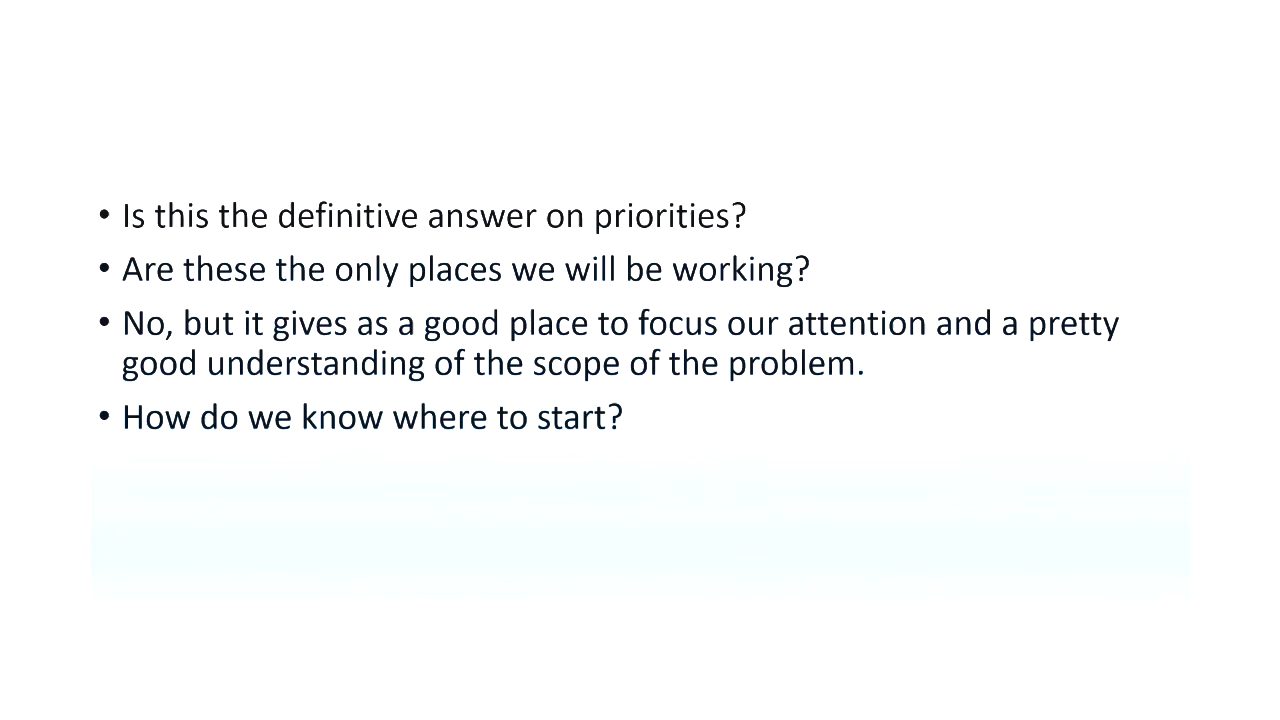 • Is this the definitive answer on priorities?
• Are these the only places we will be working?
• No, but it gives as a good place to focus our attention and a pretty
good understanding of the scope of the problem.
• How do we know where to start?